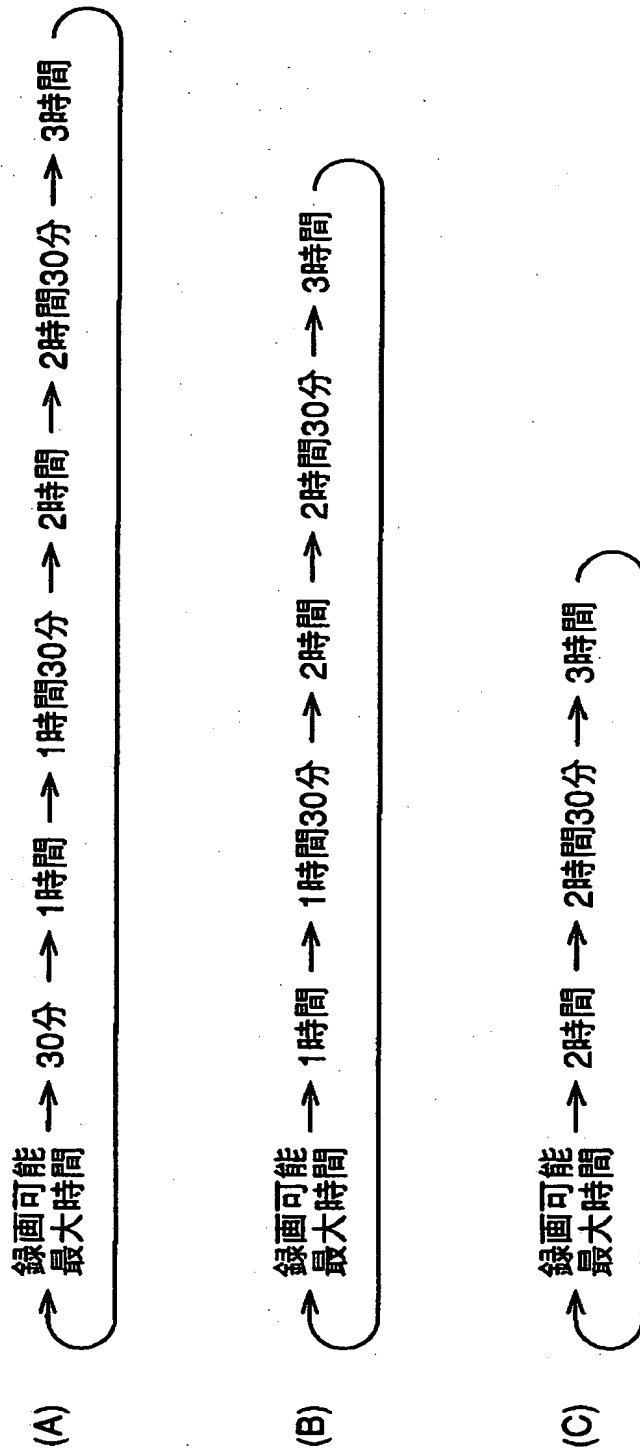 (A)
録画可能
最大時間 → 30分 → 1時間 → 1時間30分 → 2時間 → 2時間30分 → 3時間
(B)
録画可能
最大時間 → 1時間 → 1時間30分 → 2時間 → 2時間30分 → 3時間
(C)
録画可能
最大時間 → 2時間 → 2時間30分 → 3時間